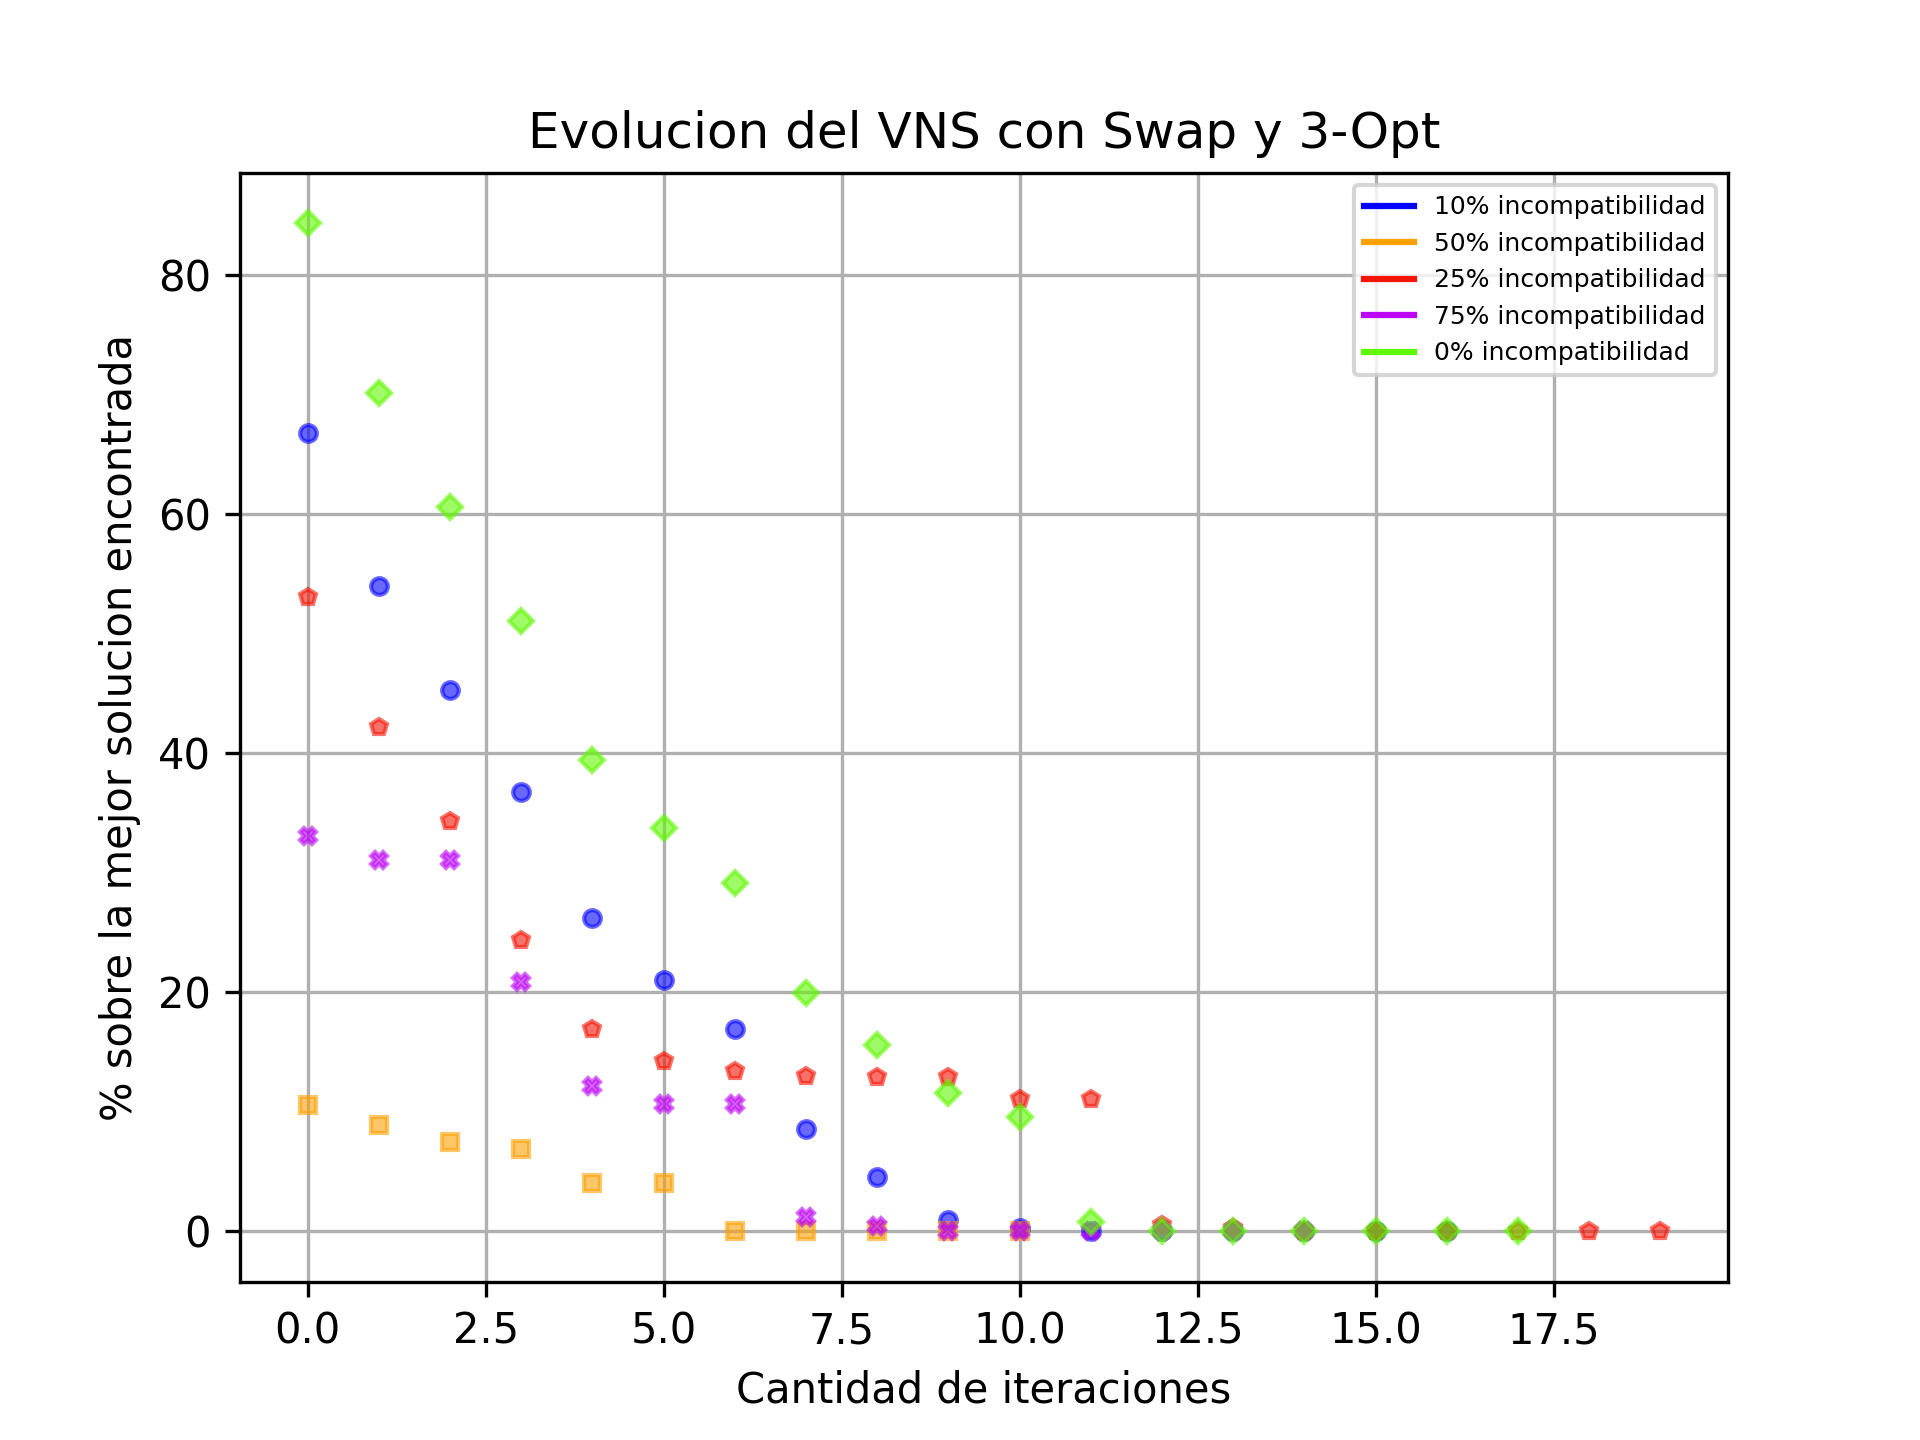 Evolucion del VNS con Swap y 3-Opt
10% incompatibilidad
50% incompatibilidad
25% incompatibilidad
75% incompatibilidad
0% incompatibilidad
% sobre la mejor solucion encontrada
80
60
40
20
0
0.0 2.5 5.0 7.5 10.0 12.5 15.0 17.5
Cantidad de iteraciones